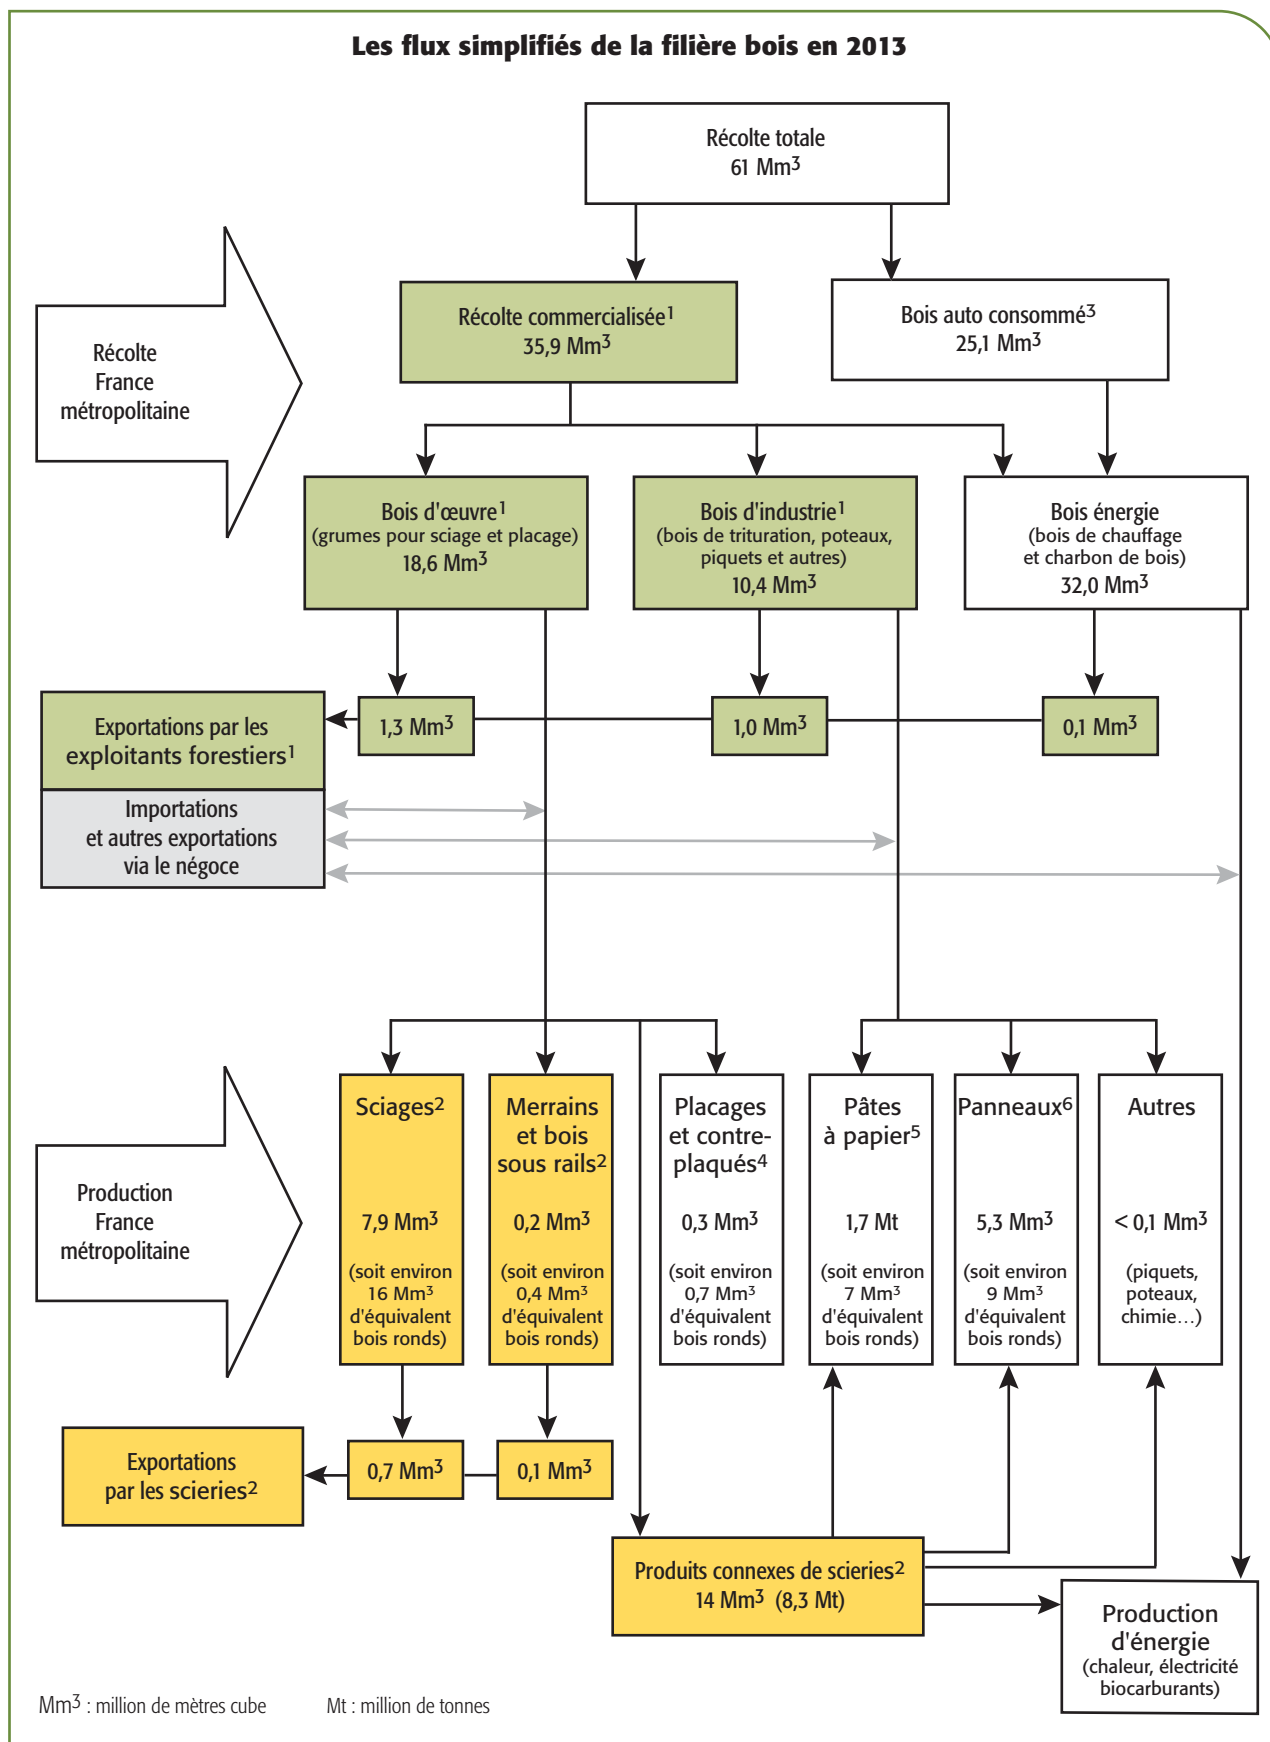 Les flux simplifiés de la filière bois en 2013
Récolte totale
61 Mm³
Récolte
France
métropolitaine
Récolte commercialisée¹
35,9 Mm³
Bois auto consommé³
25,1 Mm³
Bois d'œuvre¹
(grumes pour sciage et placage)
18,6 Mm³
Bois d'industrie¹
(bois de trituration, poteaux,
piquets et autres)
10,4 Mm³
Bois énergie
(bois de chauffage
et charbon de bois)
32,0 Mm³
Exportations par les
exploitants forestiers¹
1,3 Mm³
1,0 Mm³
0,1 Mm³
Importations
et autres exportations
via le négoce
Production
France
métropolitaine
Sciages²
7,9 Mm³
(soit environ
16 Mm³
d'équivalent
bois ronds)
Merrains
et bois
sous rails²
0,2 Mm³
(soit environ
0,4 Mm³
d'équivalent
bois ronds)
Placages
et contre-
plaqués⁴
0,3 Mm³
(soit environ
0,7 Mm³
d'équivalent
bois ronds)
Pâtes
à papier⁵
1,7 Mt
(soit environ
7 Mm³
d'équivalent
bois ronds)
Panneaux⁶
5,3 Mm³
(soit environ
9 Mm³
d'équivalent
bois ronds)
Autres
< 0,1 Mm³
(piquets,
poteaux,
chimie…)
Exportations
par les scieries²
0,7 Mm³
0,1 Mm³
Produits connexes de scieries²
14 Mm³ (8,3 Mt)
Production
d'énergie
(chaleur, électricité
biocarburants)
Mm³ : million de mètres cube
Mt : million de tonnes